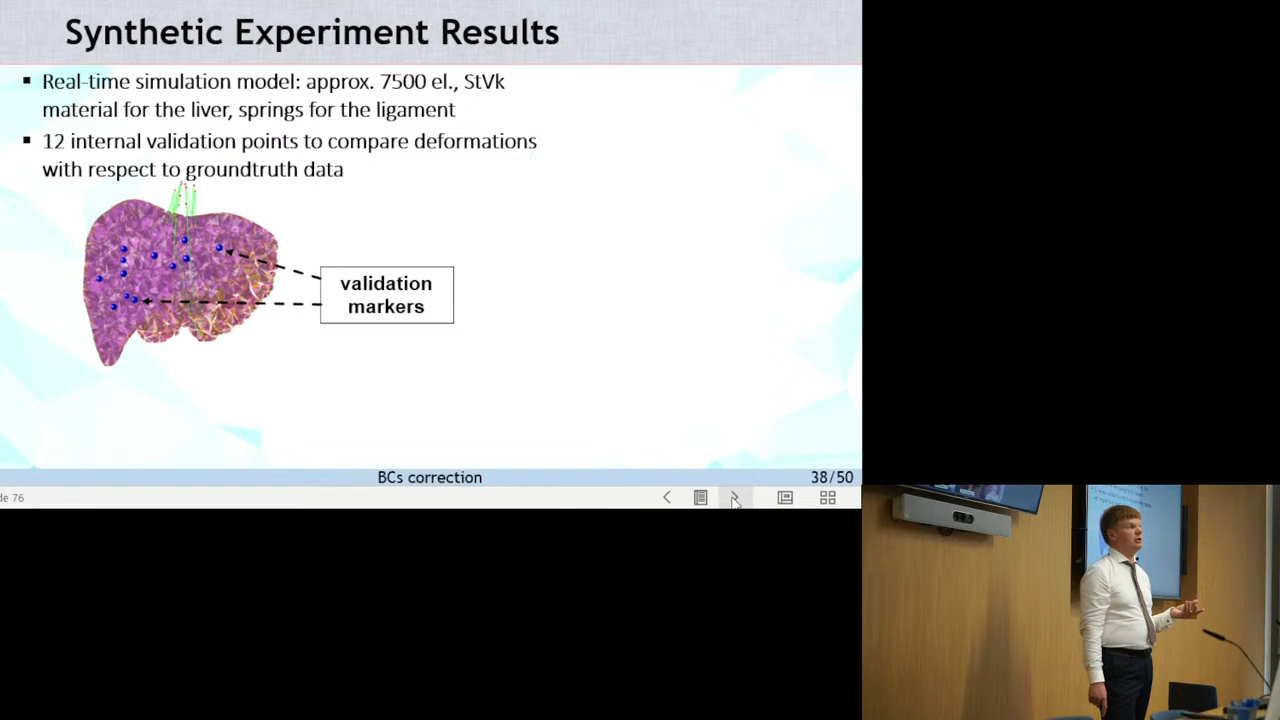 Synthetic Experiment Results
▪ Real-time simulation model: approx. 7500 el., StVk
material for the liver, springs for the ligament
▪ 12 internal validation points to compare deformations
with respect to groundtruth data
validation
markers
BCs correction
38/50
de 76